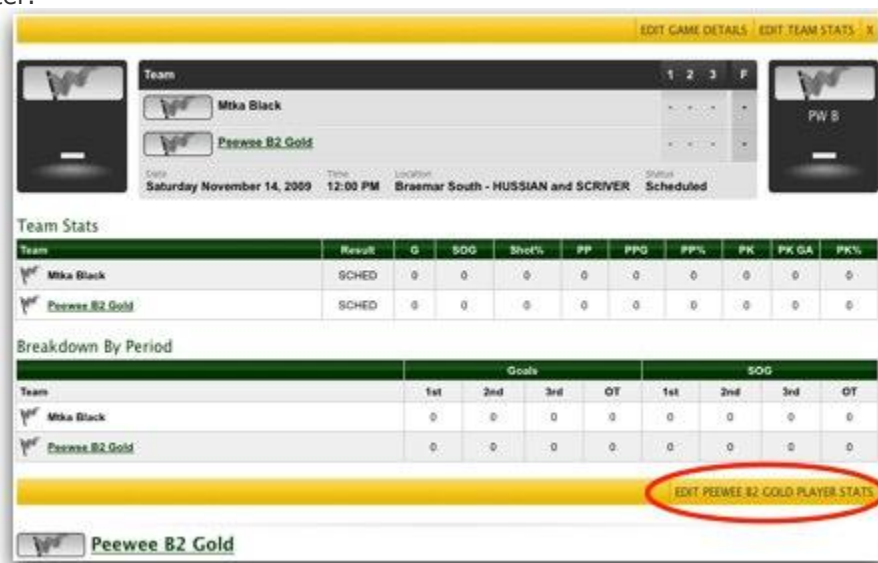 EDIT GAME DETAILS EDIT TEAM STATS X
Team 1 2 3 F
Mtka Black - - - -
PW B
Peewee B2 Gold - - - -
Date Time Location Status
Saturday November 14, 2009 12:00 PM Braemar South - HUSSIAN and SCRIVER Scheduled
Team Stats
Team Result G SOG Shot% PP PPG PP% PK PK GA PK%
Mtka Black SCHED 0 0 0 0 0 0 0 0 0
Peewee B2 Gold SCHED 0 0 0 0 0 0 0 0 0
Breakdown By Period
Goals SOG
Team 1st 2nd 3rd OT 1st 2nd 3rd OT
Mtka Black 0 0 0 0 0 0 0 0
Peewee B2 Gold 0 0 0 0 0 0 0 0
EDIT PEEWEE B2 GOLD PLAYER STATS
Peewee B2 Gold